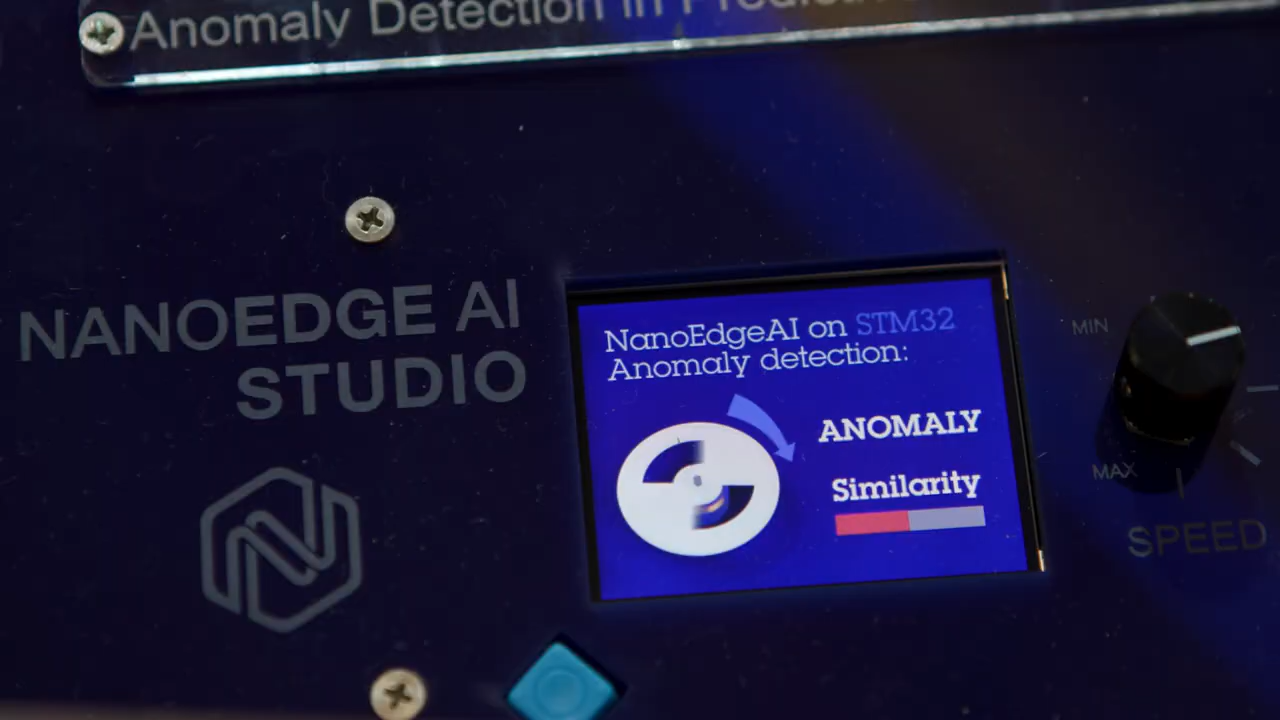 Anomaly Detection in
NANOEDGE AI
STUDIO
NanoEdgeAI on STM32
Anomaly detection:
ANOMALY
Similarity
MIN
MAX
SPEED